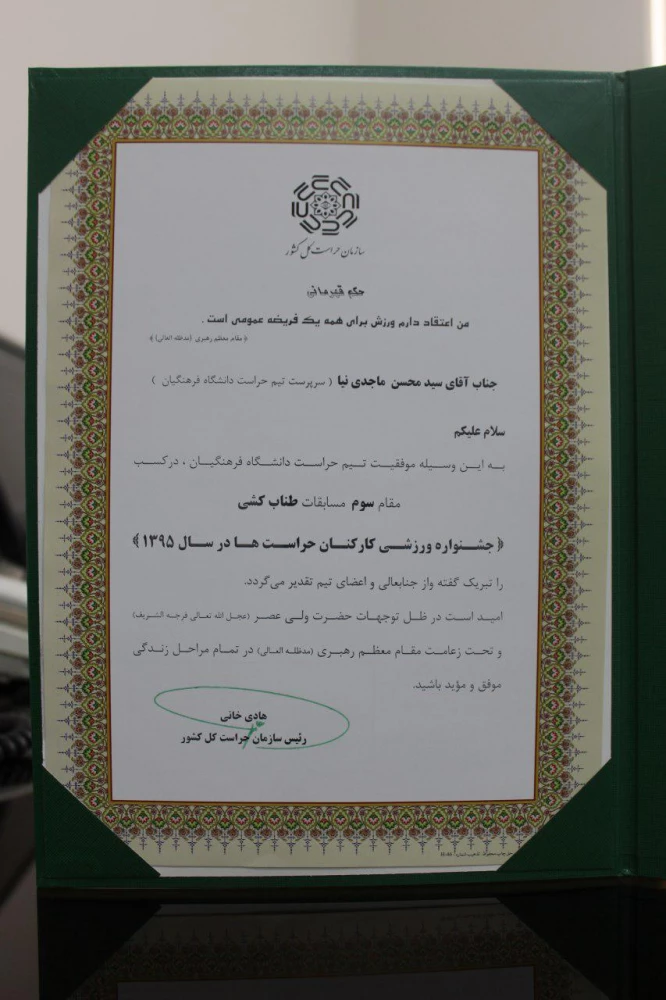 سازمان حراست کل کشور
حکم قهرمانی
من اعتقاد دارم ورزش برای همه یک فریضه عمومی است .
﴿ مقام معظم رهبری (مدظله العالی) ﴾
جناب آقای سید محسن ماجدی نیا ( سرپرست تیم حراست دانشگاه فرهنگیان )
سلام علیکم
به این وسیله موفقیت تیم حراست دانشگاه فرهنگیان ، درکسب
مقام سوم مسابقات طناب کشی
﴿ جشنواره ورزشی کارکنان حراست ها در سال ۱۳۹۵ ﴾
را تبریک گفته واز جنابعالی و اعضای تیم تقدیر می‌گردد.
امید است در ظل توجهات حضرت ولی عصر (عجل الله تعالی فرجه الشریف)
و تحت زعامت مقام معظم رهبری (مدظله العالی) در تمام مراحل زندگی
موفق و مؤید باشید.
هادی خانی
رئیس سازمان حراست کل کشور